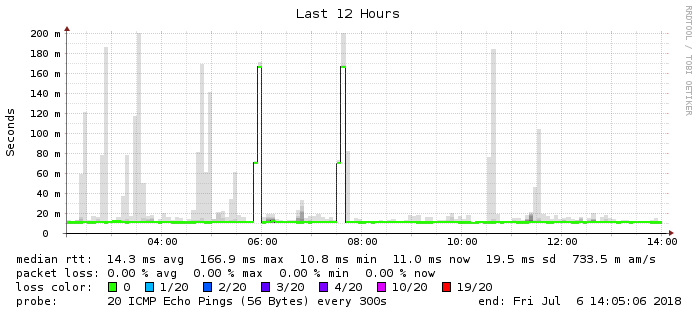 Last 12 Hours
RRDTOOL / TOBI OETIKER
Seconds
200 m
180 m
160 m
140 m
120 m
100 m
80 m
60 m
40 m
20 m
0
04:00 06:00 08:00 10:00 12:00 14:00
median rtt: 14.3 ms avg 166.9 ms max 10.8 ms min 11.0 ms now 19.5 ms sd 733.5 m am/s
packet loss: 0.00 % avg 0.00 % max 0.00 % min 0.00 % now
loss color: 0 1/20 2/20 3/20 4/20 10/20 19/20
probe: 20 ICMP Echo Pings (56 Bytes) every 300s end: Fri Jul 6 14:05:06 2018